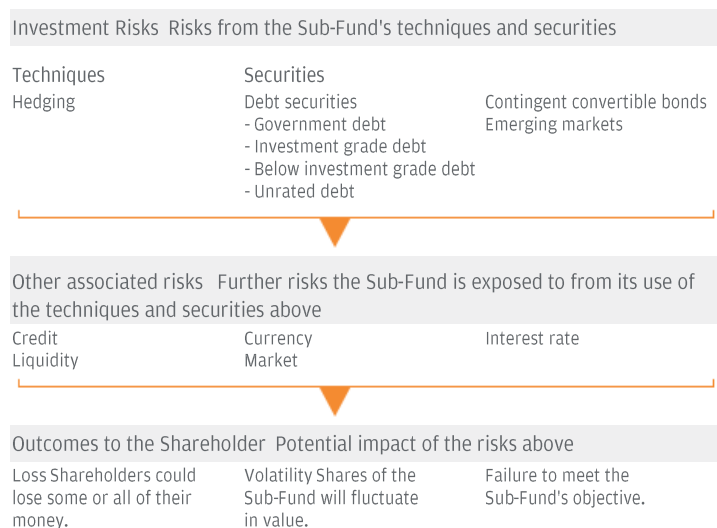 Investment Risks Risks from the Sub-Fund's techniques and securities
Techniques
Hedging
Securities
Debt securities
- Government debt
- Investment grade debt
- Below investment grade debt
- Unrated debt
Contingent convertible bonds
Emerging markets
Other associated risks Further risks the Sub-Fund is exposed to from its use of
the techniques and securities above
Credit
Liquidity
Currency
Market
Interest rate
Outcomes to the Shareholder Potential impact of the risks above
Loss Shareholders could
lose some or all of their
money.
Volatility Shares of the
Sub-Fund will fluctuate
in value.
Failure to meet the
Sub-Fund's objective.